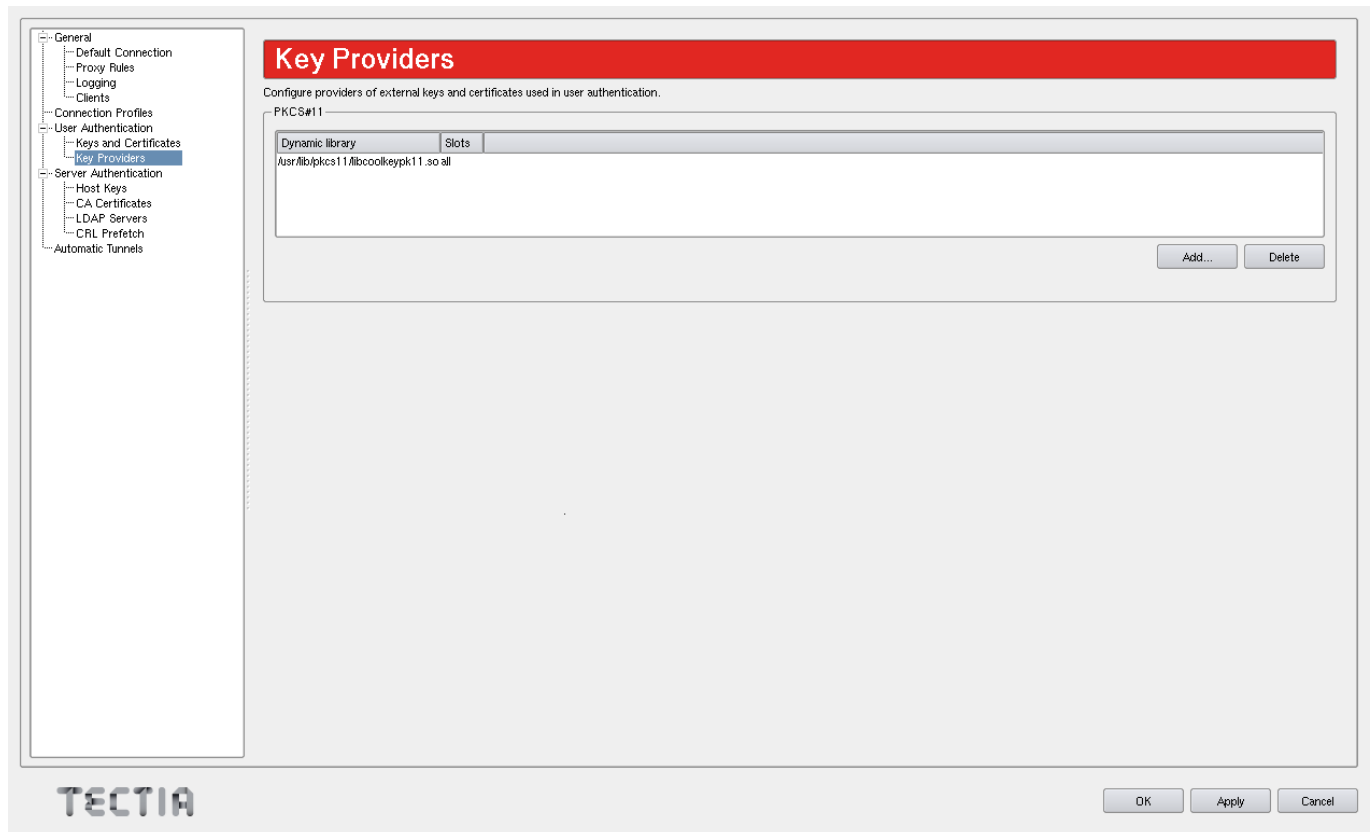 General
Default Connection
Proxy Rules
Logging
Clients
Connection Profiles
User Authentication
Keys and Certificates
Key Providers
Server Authentication
Host Keys
CA Certificates
LDAP Servers
CRL Prefetch
Automatic Tunnels
Key Providers
Configure providers of external keys and certificates used in user authentication.
PKCS#11
Dynamic library Slots
/usr/lib/pkcs11/libcoolkeypk11.so all
Add... Delete
TECTIA
OK Apply Cancel